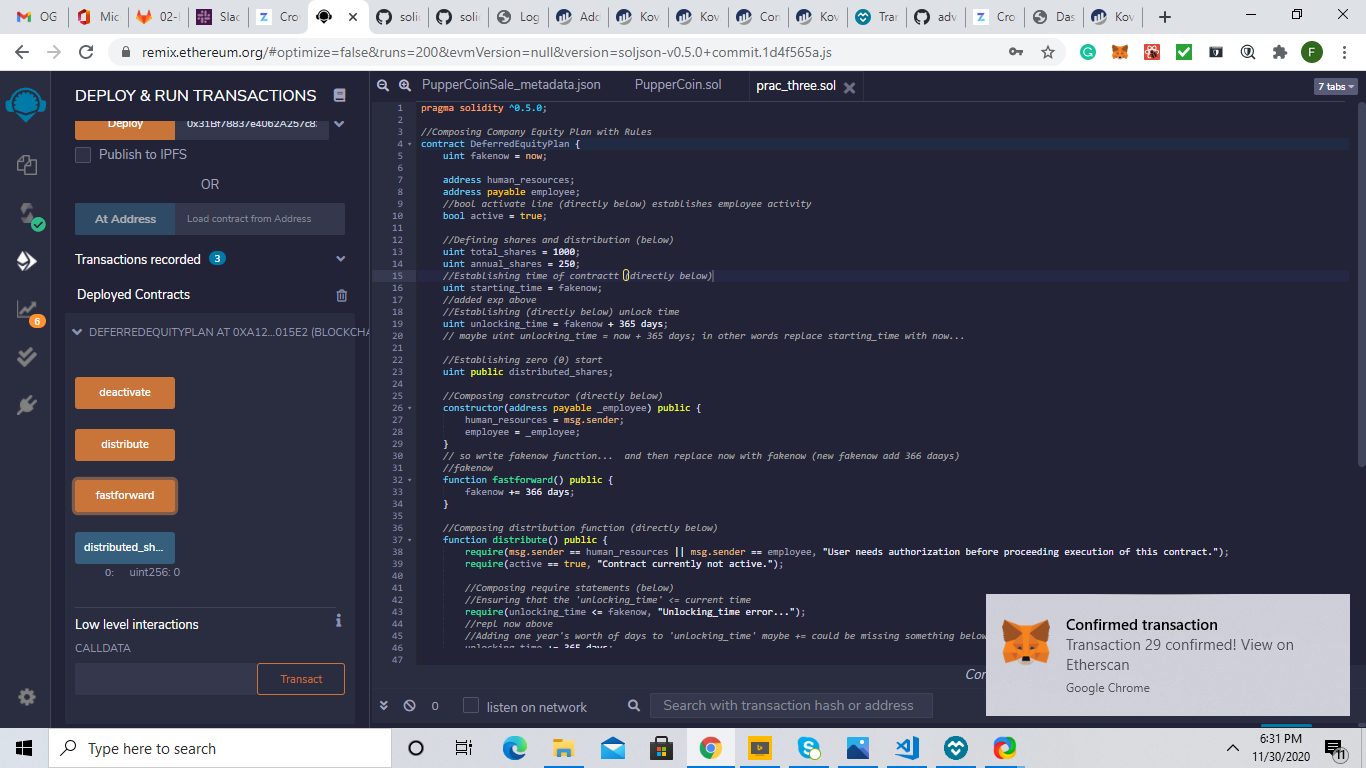 OG
Mic
02-
Slac
Cro
soli
soli
Log
Adc
Kov
Kov
Con
Kov
Trar
adv
Cro
Das
Kov
remix.ethereum.org/#optimize=false&runs=200&evmVersion=null&version=soljson-v0.5.0+commit.1d4f565a.js
F
DEPLOY & RUN TRANSACTIONS
Deploy
0x31Bf78837e4062A257c8
Publish to IPFS
OR
At Address
Load contract from Address
Transactions recorded 3
Deployed Contracts
DEFERREDEQUITYPLAN AT 0XA12...015E2 (BLOCKCHA
deactivate
distribute
fastforward
distributed_sh...
0: uint256: 0
Low level interactions
CALLDATA
Transact
6
PupperCoinSale_metadata.json
PupperCoin.sol
prac_three.sol
7 tabs
1 pragma solidity ^0.5.0;
2
3 //Composing Company Equity Plan with Rules
4 contract DeferredEquityPlan {
5 uint fakenow = now;
6
7 address human_resources;
8 address payable employee;
9 //bool activate line (directly below) establishes employee activity
10 bool active = true;
11
12 //Defining shares and distribution (below)
13 uint total_shares = 1000;
14 uint annual_shares = 250;
15 //Establishing time of contractt (directly below)
16 uint starting_time = fakenow;
17 //added exp above
18 //Establishing (directly below) unlock time
19 uint unlocking_time = fakenow + 365 days;
20 // maybe uint unlocking_time = now + 365 days; in other words replace starting_time with now...
21
22 //Establishing zero (0) start
23 uint public distributed_shares;
24
25 //Composing constrcutor (directly below)
26 constructor(address payable _employee) public {
27 human_resources = msg.sender;
28 employee = _employee;
29 }
30 // so write fakenow function... and then replace now with fakenow (new fakenow add 366 daays)
31 //fakenow
32 function fastforward() public {
33 fakenow += 366 days;
34 }
35
36 //Composing distribution function (directly below)
37 function distribute() public {
38 require(msg.sender == human_resources || msg.sender == employee, "User needs authorization before proceeding execution of this contract.");
39 require(active == true, "Contract currently not active.");
40
41 //Composing require statements (below)
42 //Ensuring that the 'unlocking_time' <= current time
43 require(unlocking_time <= fakenow, "Unlocking_time error...");
44 //repl now above
45 //Adding one year's worth of days to 'unlocking_time' maybe += could be missing something below
46 unlocking_time += 365 days;
47
Cor
0
listen on network
Search with transaction hash or address
Confirmed transaction
Transaction 29 confirmed! View on
Etherscan
Google Chrome
Type here to search
6:31 PM
11/30/2020
11